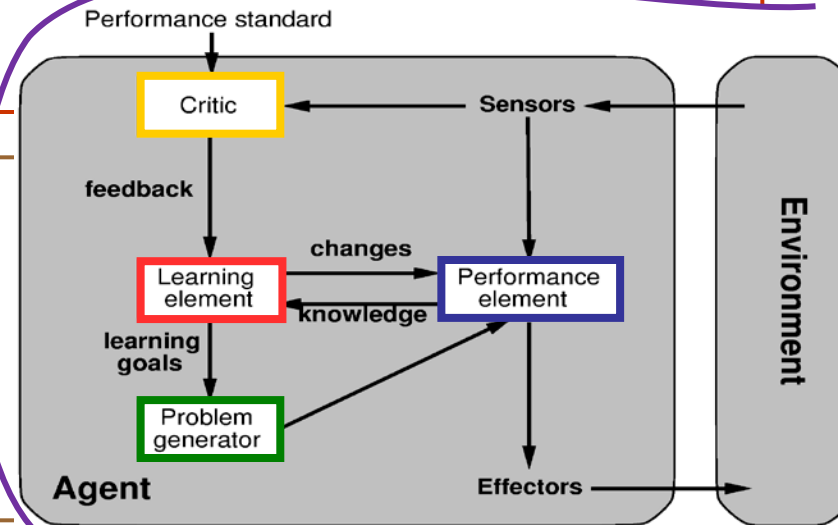 Performance standard
Critic
Sensors
feedback
changes
Learning
element
Performance
element
knowledge
learning
goals
Problem
generator
Agent
Effectors
Environment